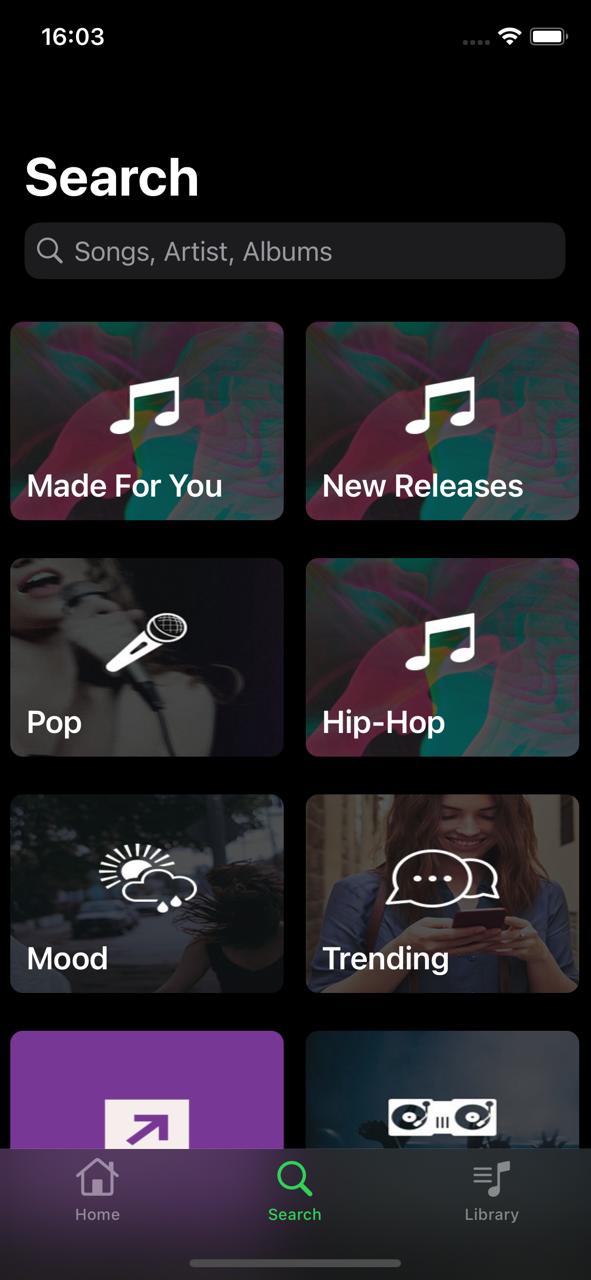 16:03
Search
Songs, Artist, Albums
Made For You
New Releases
Pop
Hip-Hop
Mood
Trending
Home
Search
Library